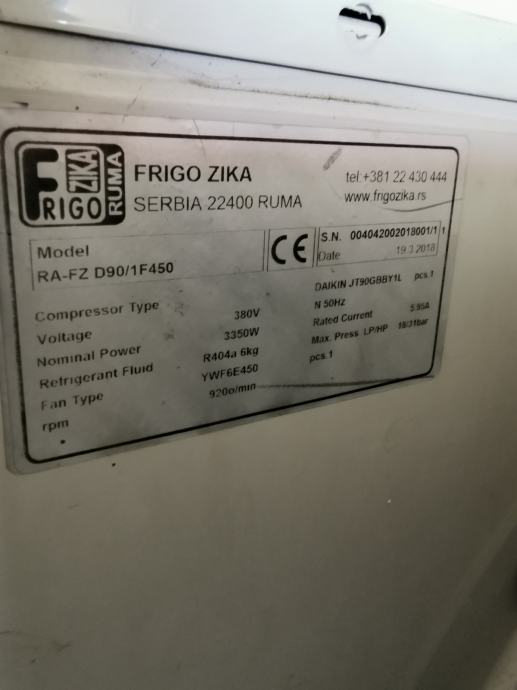 FRIGO ZIKA RUMA
FRIGO ZIKA
SERBIA 22400 RUMA
tel:+381 22 430 444
www.frigozika.rs
Model
RA-FZ D90/1F450
CE
S.N. 004042002018001/1 1
Date 19.3.2018
Compressor Type DAIKIN JT90GBBY1L pcs.1
Voltage 380V N 50HZ
Nominal Power 3350W Rated Current 5.95A
Refrigerant Fluid R404a 6kg Max. Press LP/HP 18/31bar
Fan Type YWF6E450 pcs.1
rpm 920o/min